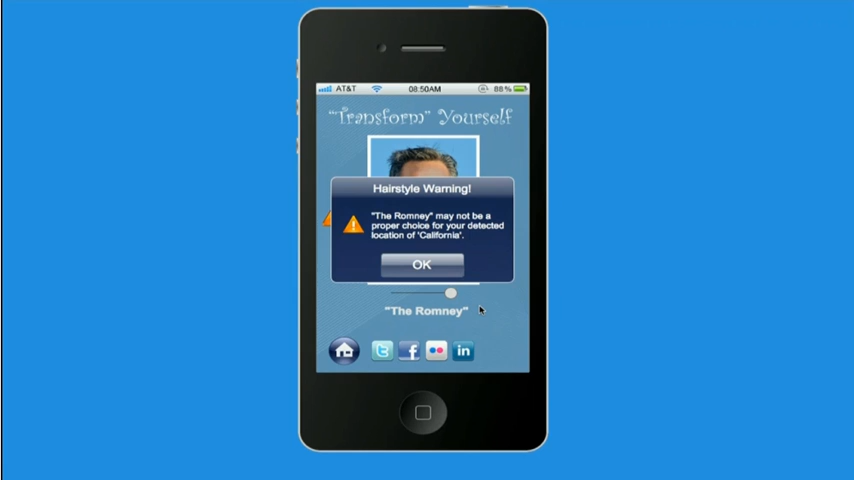 AT&T 08:50AM 88%
"Transform" Yourself
Hairstyle Warning!
"The Romney" may not be a
proper choice for your detected
location of 'California'.
OK
"The Romney"